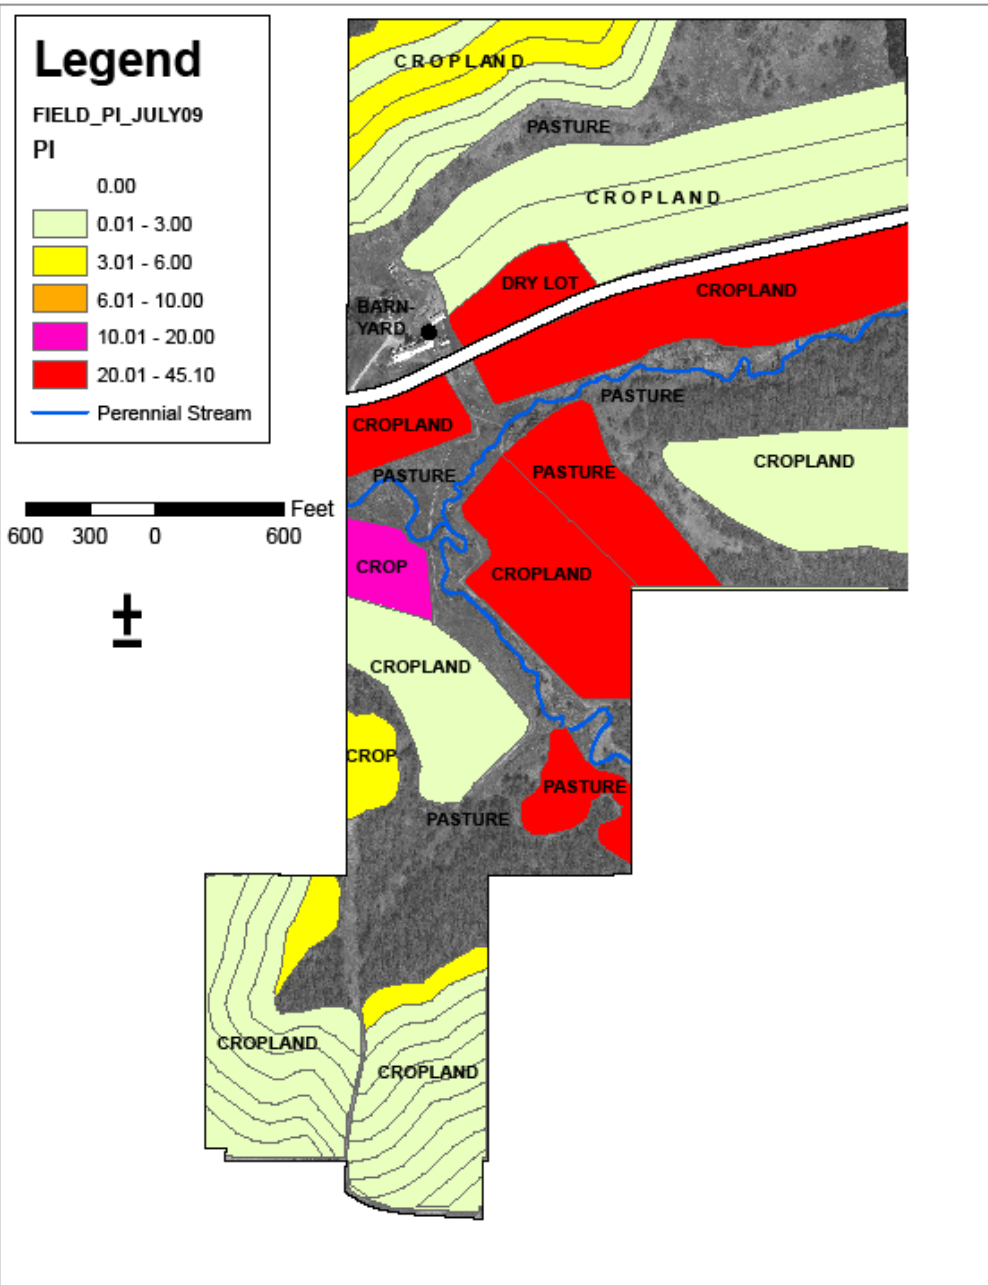 Legend
FIELD_PI_JULY09
PI
0.00
0.01 - 3.00
3.01 - 6.00
6.01 - 10.00
10.01 - 20.00
20.01 - 45.10
Perennial Stream
Feet
600 300 0 600
CROPLAND
PASTURE
CROPLAND
DRY LOT
CROPLAND
BARN-
YARD
PASTURE
CROPLAND
CROPLAND
PASTURE
PASTURE
CROP
CROPLAND
CROPLAND
CROP
PASTURE
PASTURE
CROPLAND
CROPLAND